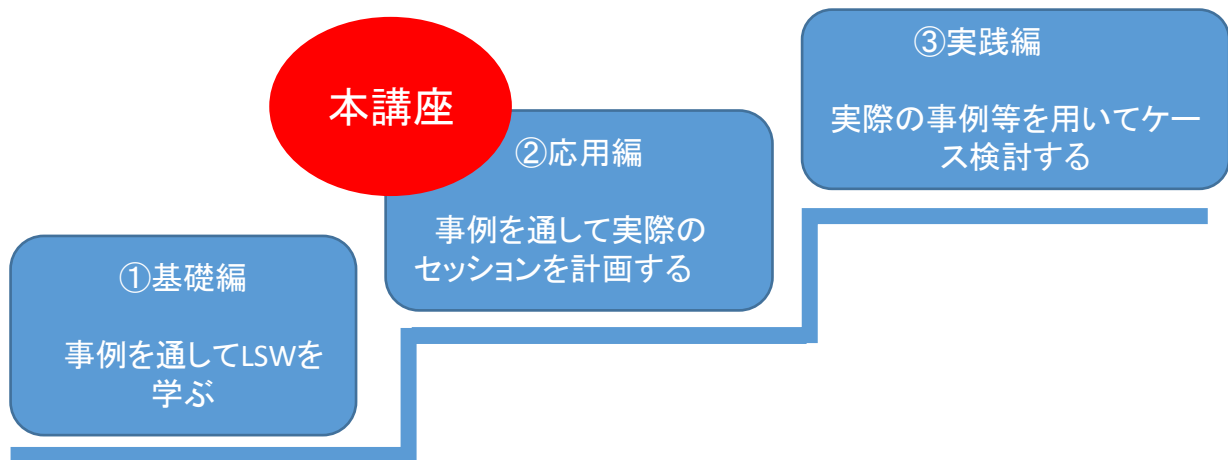 ①基礎編
事例を通してLSWを
学ぶ
本講座
②応用編
事例を通して実際の
セッションを計画する
③実践編
実際の事例等を用いてケー
ス検討する